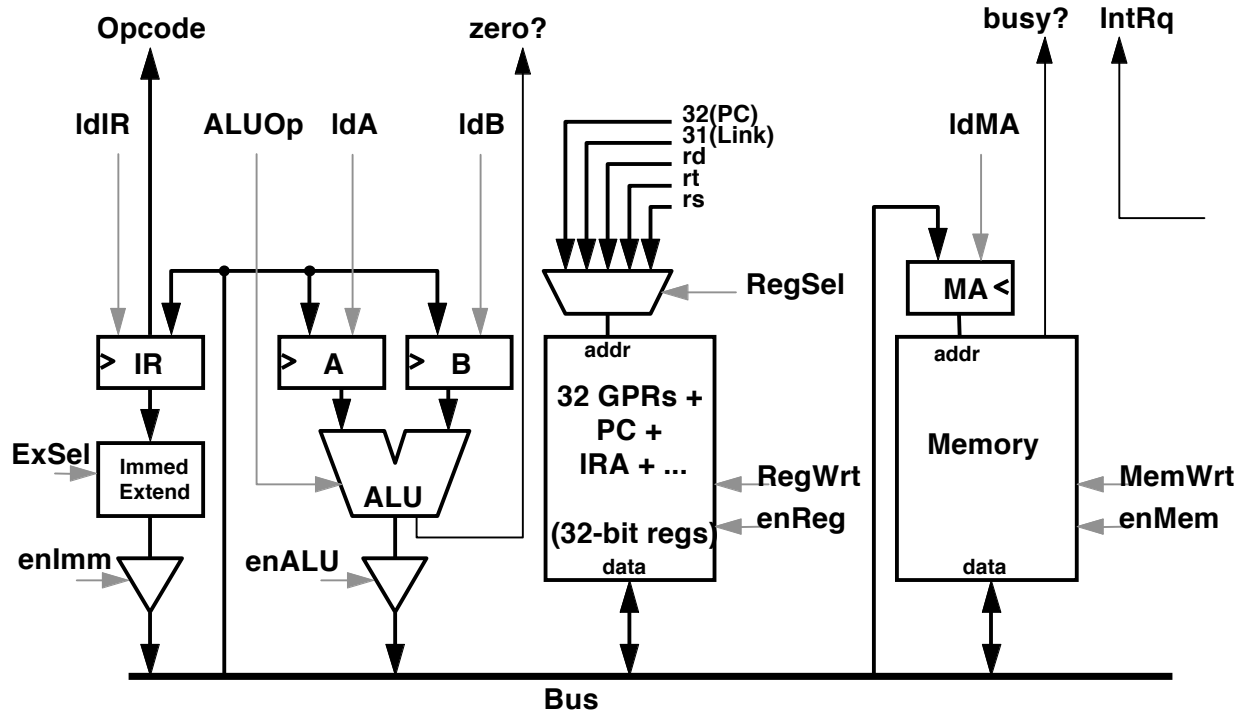 Opcode
zero?
busy?
IntRq
ldIR
ALUOp
ldA
ldB
32(PC)
31(Link)
rd
rt
rs
ldMA
RegSel
MA <
> IR
> A
> B
addr
32 GPRs +
PC +
IRA + ...
(32-bit regs)
data
addr
Memory
data
ExSel
Immed
Extend
ALU
RegWrt
MemWrt
enReg
enMem
enImm
enALU
Bus